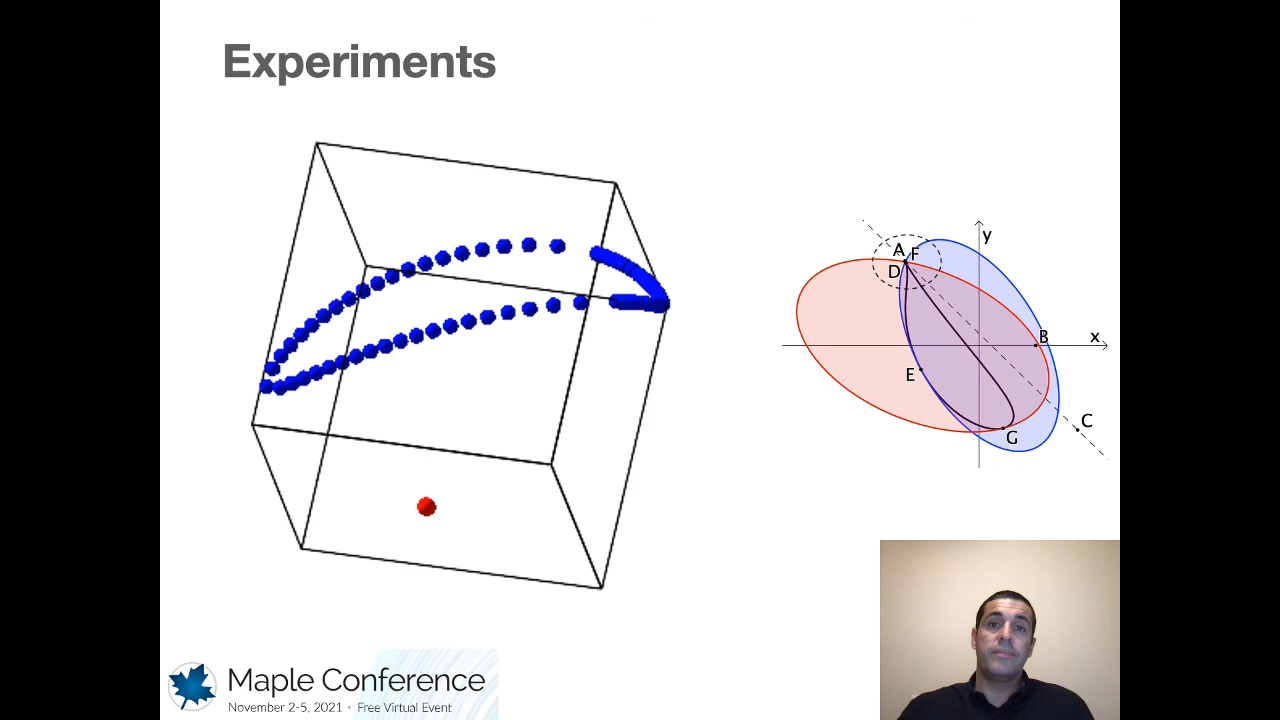 Experiments
y
A F
D
B
x
E
C
G
Maple Conference
November 2-5, 2021 • Free Virtual Event